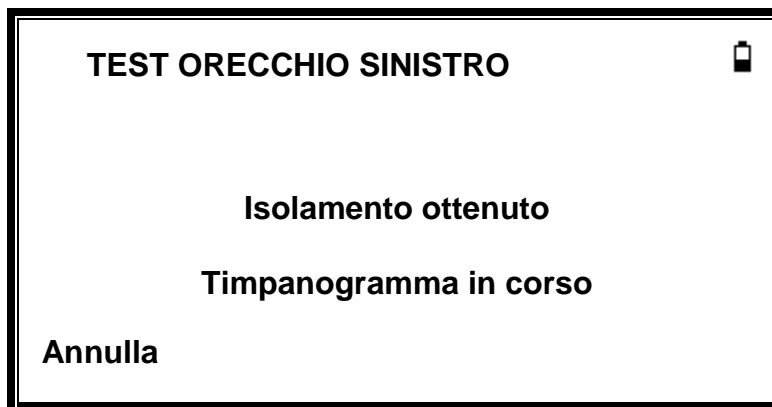 TEST ORECCHIO SINISTRO
Isolamento ottenuto
Timpanogramma in corso
Annulla